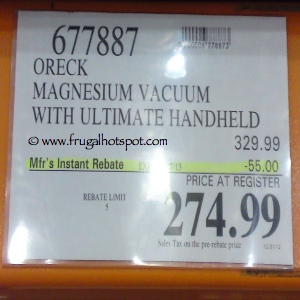 677887
ORECK
MAGNESIUM VACUUM
WITH ULTIMATE HANDHELD
© www.frugalhotspot.com
329.99
Mfr's Instant Rebate -55.00
PRICE AT REGISTER
REBATE LIMIT
5
274.99
Sales Tax on the pre-rebate price